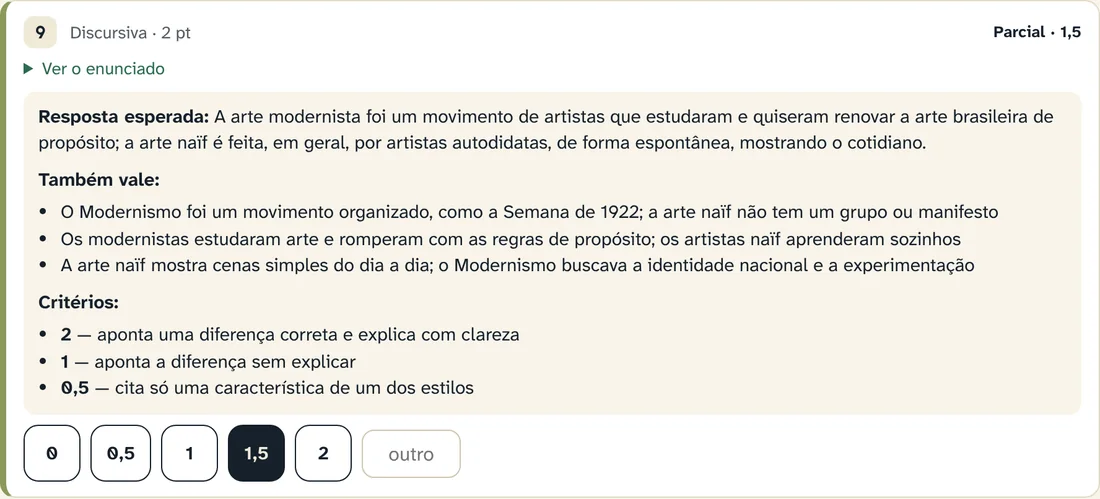 9 Discursiva · 2 pt Parcial · 1,5
▶ Ver o enunciado
Resposta esperada: A arte modernista foi um movimento de artistas que estudaram e quiseram renovar a arte brasileira de
propósito; a arte naïf é feita, em geral, por artistas autodidatas, de forma espontânea, mostrando o cotidiano.
Também vale:
• O Modernismo foi um movimento organizado, como a Semana de 1922; a arte naïf não tem um grupo ou manifesto
• Os modernistas estudaram arte e romperam com as regras de propósito; os artistas naïf aprenderam sozinhos
• A arte naïf mostra cenas simples do dia a dia; o Modernismo buscava a identidade nacional e a experimentação
Critérios:
• 2 — aponta uma diferença correta e explica com clareza
• 1 — aponta a diferença sem explicar
• 0,5 — cita só uma característica de um dos estilos
0 0,5 1 1,5 2 outro